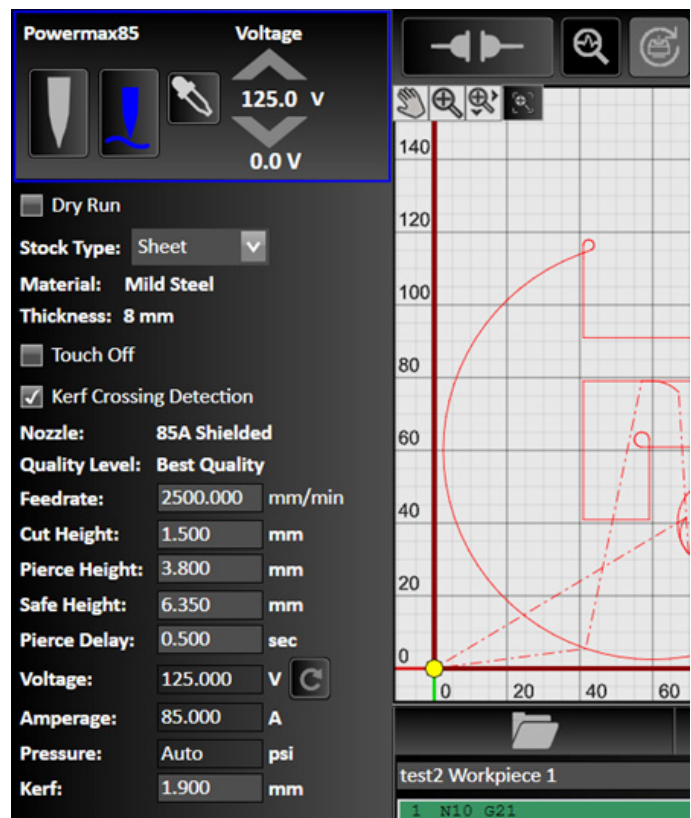 Powermax85 Voltage
125.0 V
0.0 V
Dry Run
Stock Type: Sheet
Material: Mild Steel
Thickness: 8 mm
Touch Off
Kerf Crossing Detection
Nozzle: 85A Shielded
Quality Level: Best Quality
Feedrate: 2500.000 mm/min
Cut Height: 1.500 mm
Pierce Height: 3.800 mm
Safe Height: 6.350 mm
Pierce Delay: 0.500 sec
Voltage: 125.000 V
Amperage: 85.000 A
Pressure: Auto psi
Kerf: 1.900 mm
140
120
100
80
60
40
20
0
0 20 40 60
test2 Workpiece 1
1 N10 G21